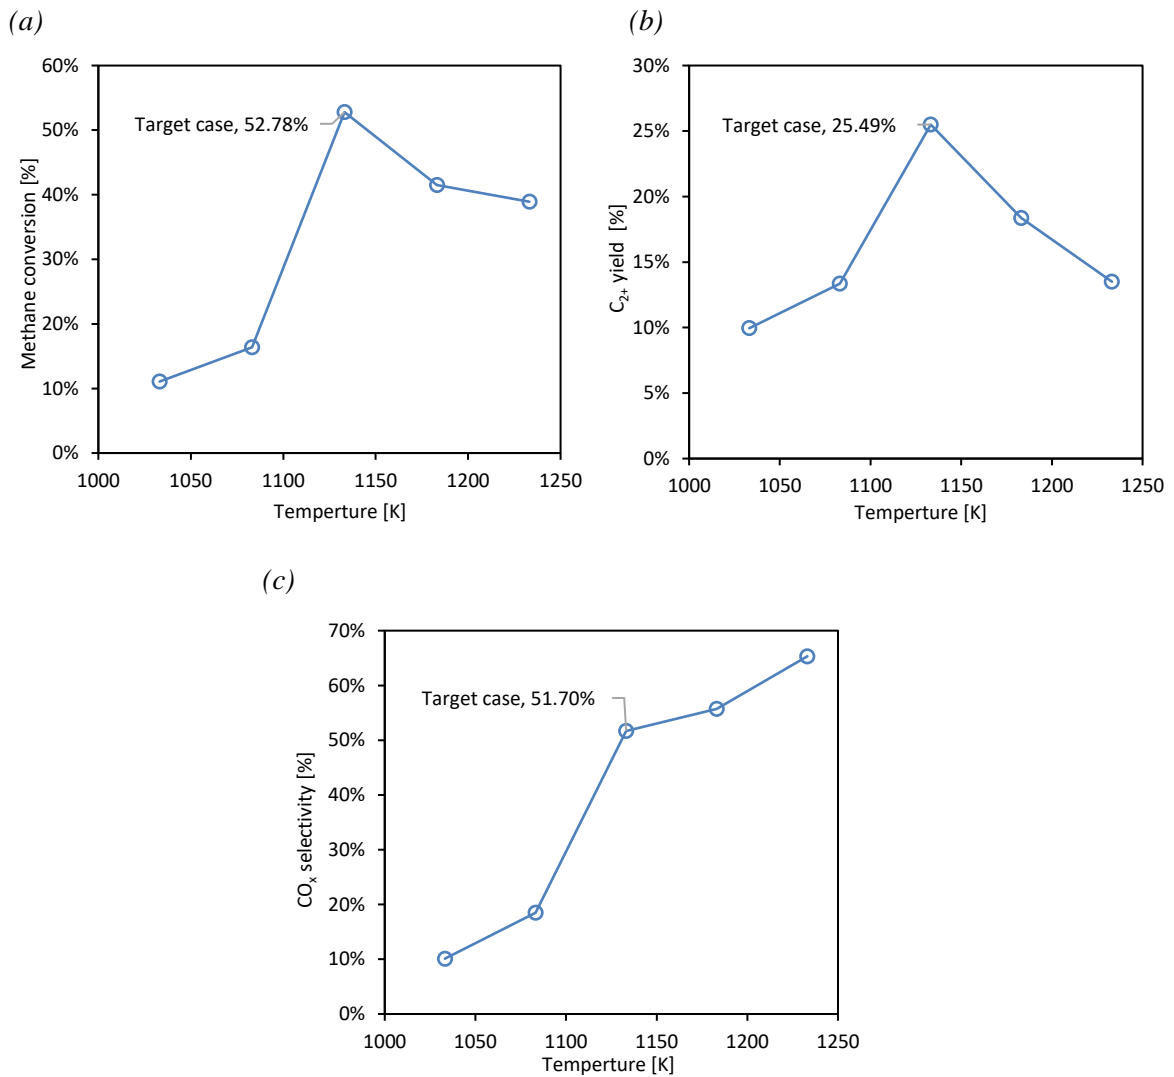 (a)
60%
50%
40%
30%
20%
10%
0%
Methane conversion [%]
Target case, 52.78%
1000 1050 1100 1150 1200 1250
Temperture [K]
(b)
30%
25%
20%
15%
10%
5%
0%
C2+ yield [%]
Target case, 25.49%
1000 1050 1100 1150 1200 1250
Temperture [K]
(c)
70%
60%
50%
40%
30%
20%
10%
0%
COx selectivity [%]
Target case, 51.70%
1000 1050 1100 1150 1200 1250
Temperture [K]